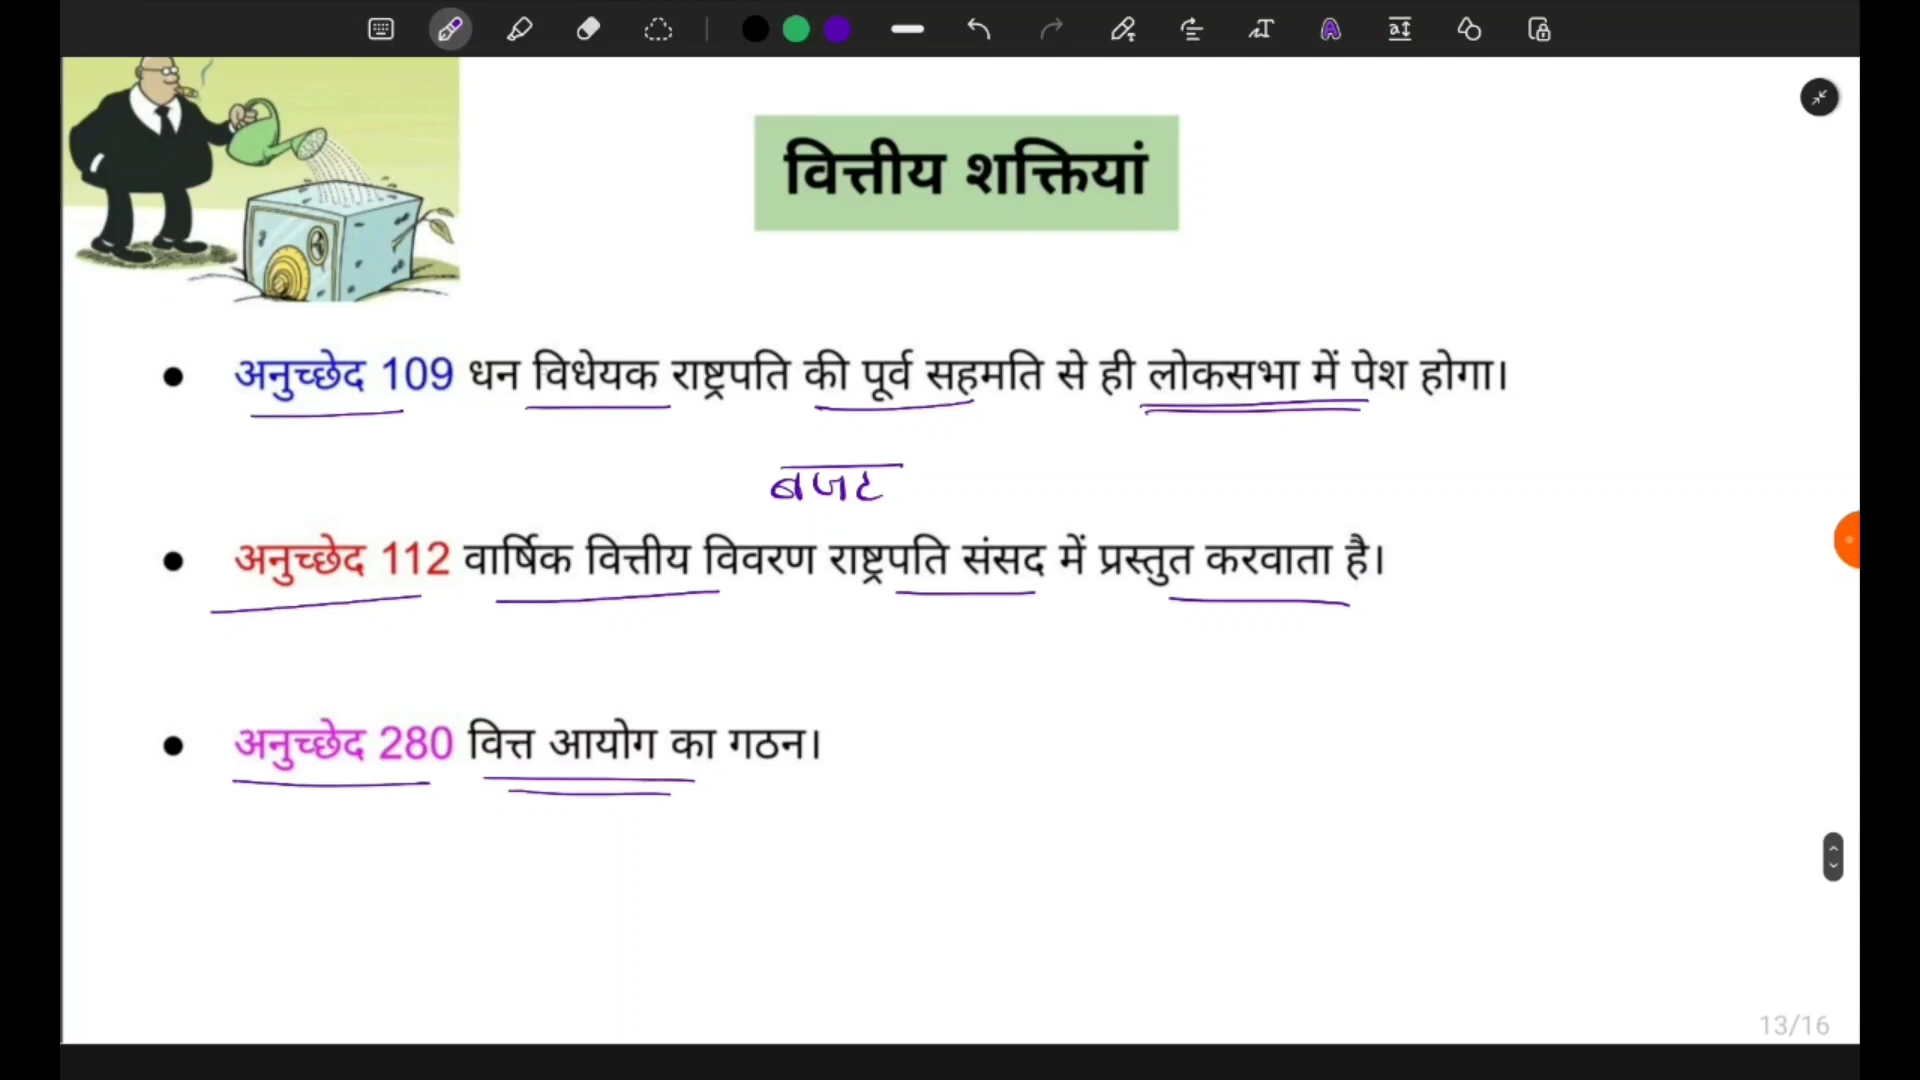 वित्तीय शक्तियां
अनुच्छेद 109 धन विधेयक राष्ट्रपति की पूर्व सहमति से ही लोकसभा में पेश होगा।
बजट
अनुच्छेद 112 वार्षिक वित्तीय विवरण राष्ट्रपति संसद में प्रस्तुत करवाता है।
अनुच्छेद 280 वित्त आयोग का गठन।
13/16